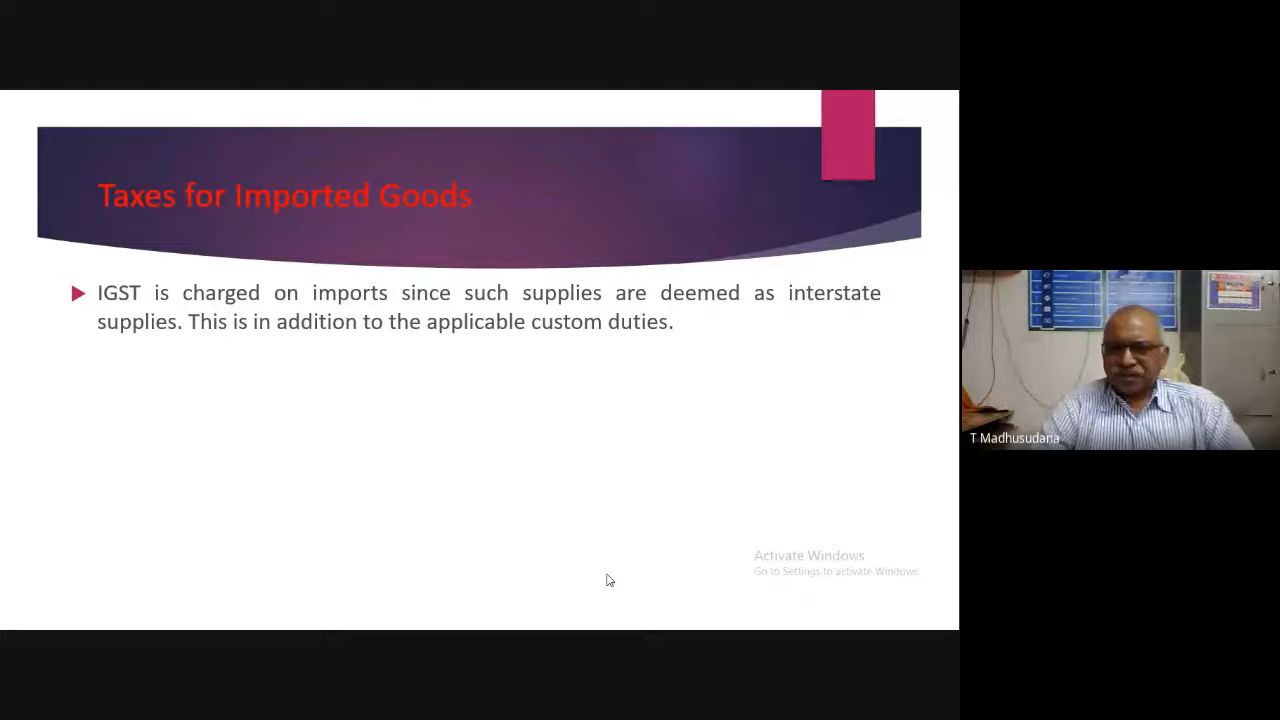 Taxes for Imported Goods
IGST is charged on imports since such supplies are deemed as interstate
supplies. This is in addition to the applicable custom duties.
T Madhusudana
Activate Windows
Go to Settings to activate Windows.